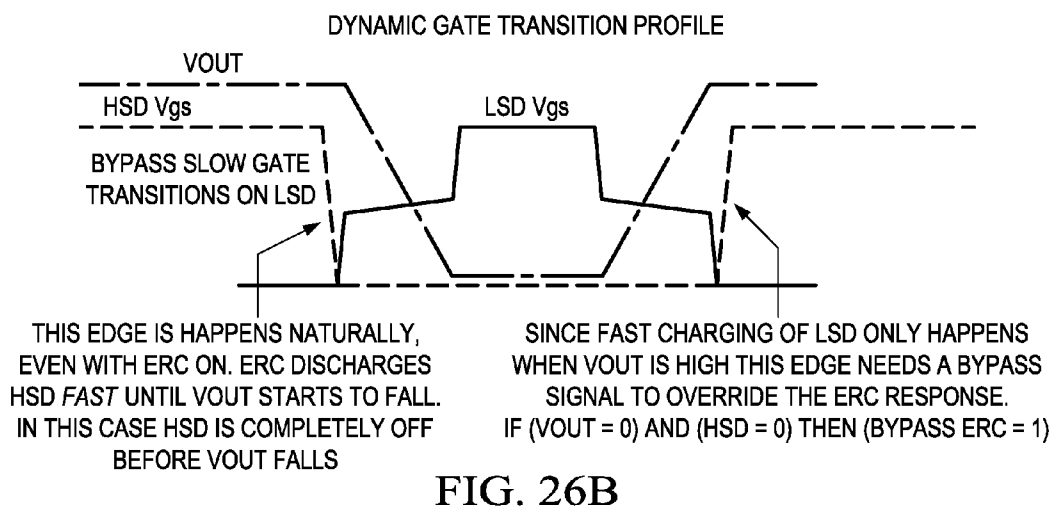 DYNAMIC GATE TRANSITION PROFILE
VOUT
HSD Vgs
LSD Vgs
BYPASS SLOW GATE
TRANSITIONS ON LSD
THIS EDGE IS HAPPENS NATURALLY,
EVEN WITH ERC ON. ERC DISCHARGES
HSD FAST UNTIL VOUT STARTS TO FALL.
IN THIS CASE HSD IS COMPLETELY OFF
BEFORE VOUT FALLS
SINCE FAST CHARGING OF LSD ONLY HAPPENS
WHEN VOUT IS HIGH THIS EDGE NEEDS A BYPASS
SIGNAL TO OVERRIDE THE ERC RESPONSE.
IF (VOUT = 0) AND (HSD = 0) THEN (BYPASS ERC = 1)
FIG. 26B